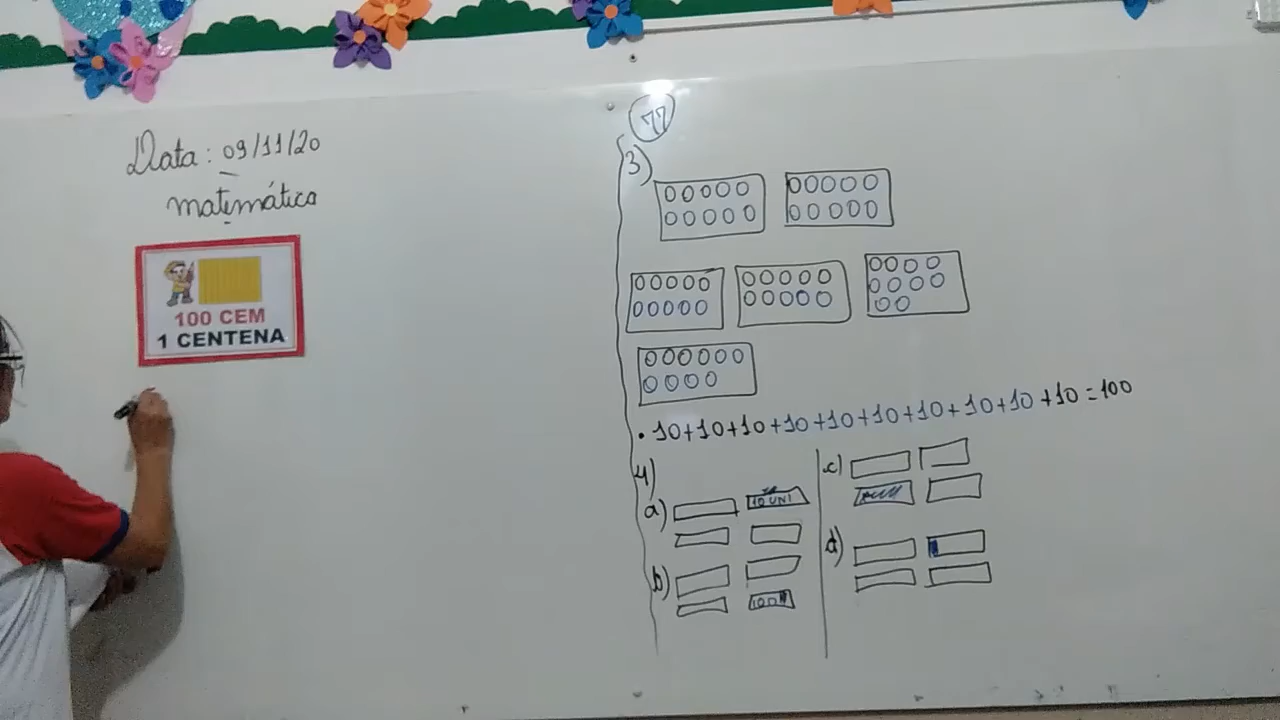 Data: 09/11/20
matemática
100 CEM
1 CENTENA
77
3)
• 10+10+10+10+10+10+10+10+10+10=100
4)
a) 10 UNI
b) 100
c)
d)